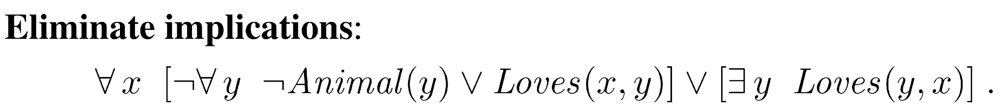 Eliminate implications:
∀ x [¬∀ y ¬Animal(y) ∨ Loves(x, y)] ∨ [∃ y Loves(y, x)] .